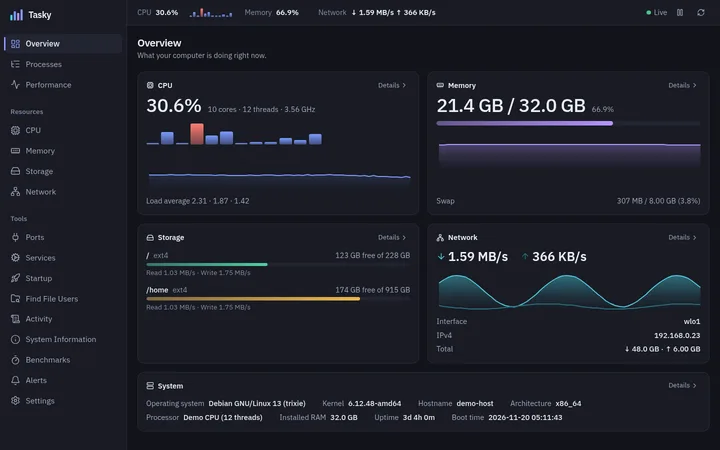 Tasky
CPU 30.6% Memory 66.9% Network ↓ 1.59 MB/s ↑ 366 KB/s Live
Overview
Processes
Performance
Resources
CPU
Memory
Storage
Network
Tools
Ports
Services
Startup
Find File Users
Activity
System Information
Benchmarks
Alerts
Settings
Overview
What your computer is doing right now.
CPU Details
30.6% 10 cores · 12 threads · 3.56 GHz
Load average 2.31 · 1.87 · 1.42
Memory Details
21.4 GB / 32.0 GB 66.9%
Swap 307 MB / 8.00 GB (3.8%)
Storage Details
/ ext4 123 GB free of 228 GB
Read 1.03 MB/s · Write 1.75 MB/s
/home ext4 174 GB free of 915 GB
Read 1.03 MB/s · Write 1.75 MB/s
Network Details
↓ 1.59 MB/s ↑ 366 KB/s
Interface wlo1
IPv4 192.168.0.23
Total ↓ 48.0 GB · ↑ 6.00 GB
System Details
Operating system Debian GNU/Linux 13 (trixie) Kernel 6.12.48-amd64 Hostname demo-host Architecture x86_64
Processor Demo CPU (12 threads) Installed RAM 32.0 GB Uptime 3d 4h 0m Boot time 2026-11-20 05:11:43